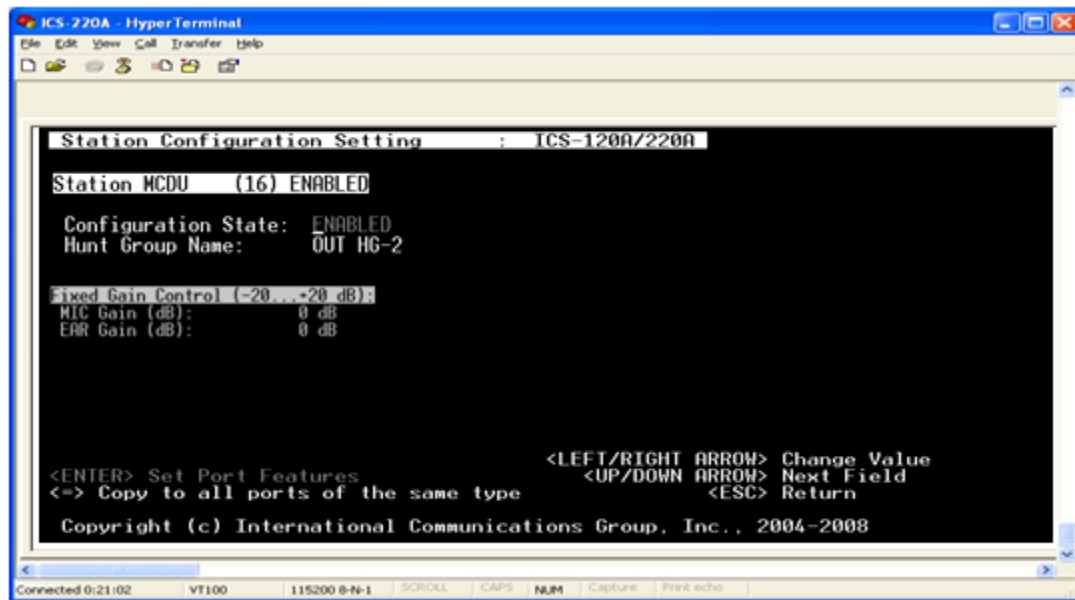 ICS-220A - HyperTerminal
File Edit View Call Transfer Help
Station Configuration Setting : ICS-120A/220A
Station MCDU (16) ENABLED
Configuration State: ENABLED
Hunt Group Name: OUT HG-2
Fixed Gain Control (-20...+20 dB):
MIC Gain (dB): 0 dB
EAR Gain (dB): 0 dB
<LEFT/RIGHT ARROW> Change Value
<ENTER> Set Port Features <UP/DOWN ARROW> Next Field
<=> Copy to all ports of the same type <ESC> Return
Copyright (c) International Communications Group, Inc., 2004-2008
Connected 0:21:02 VT100 115200 8-N-1 SCROLL CAPS NUM Capture Print echo